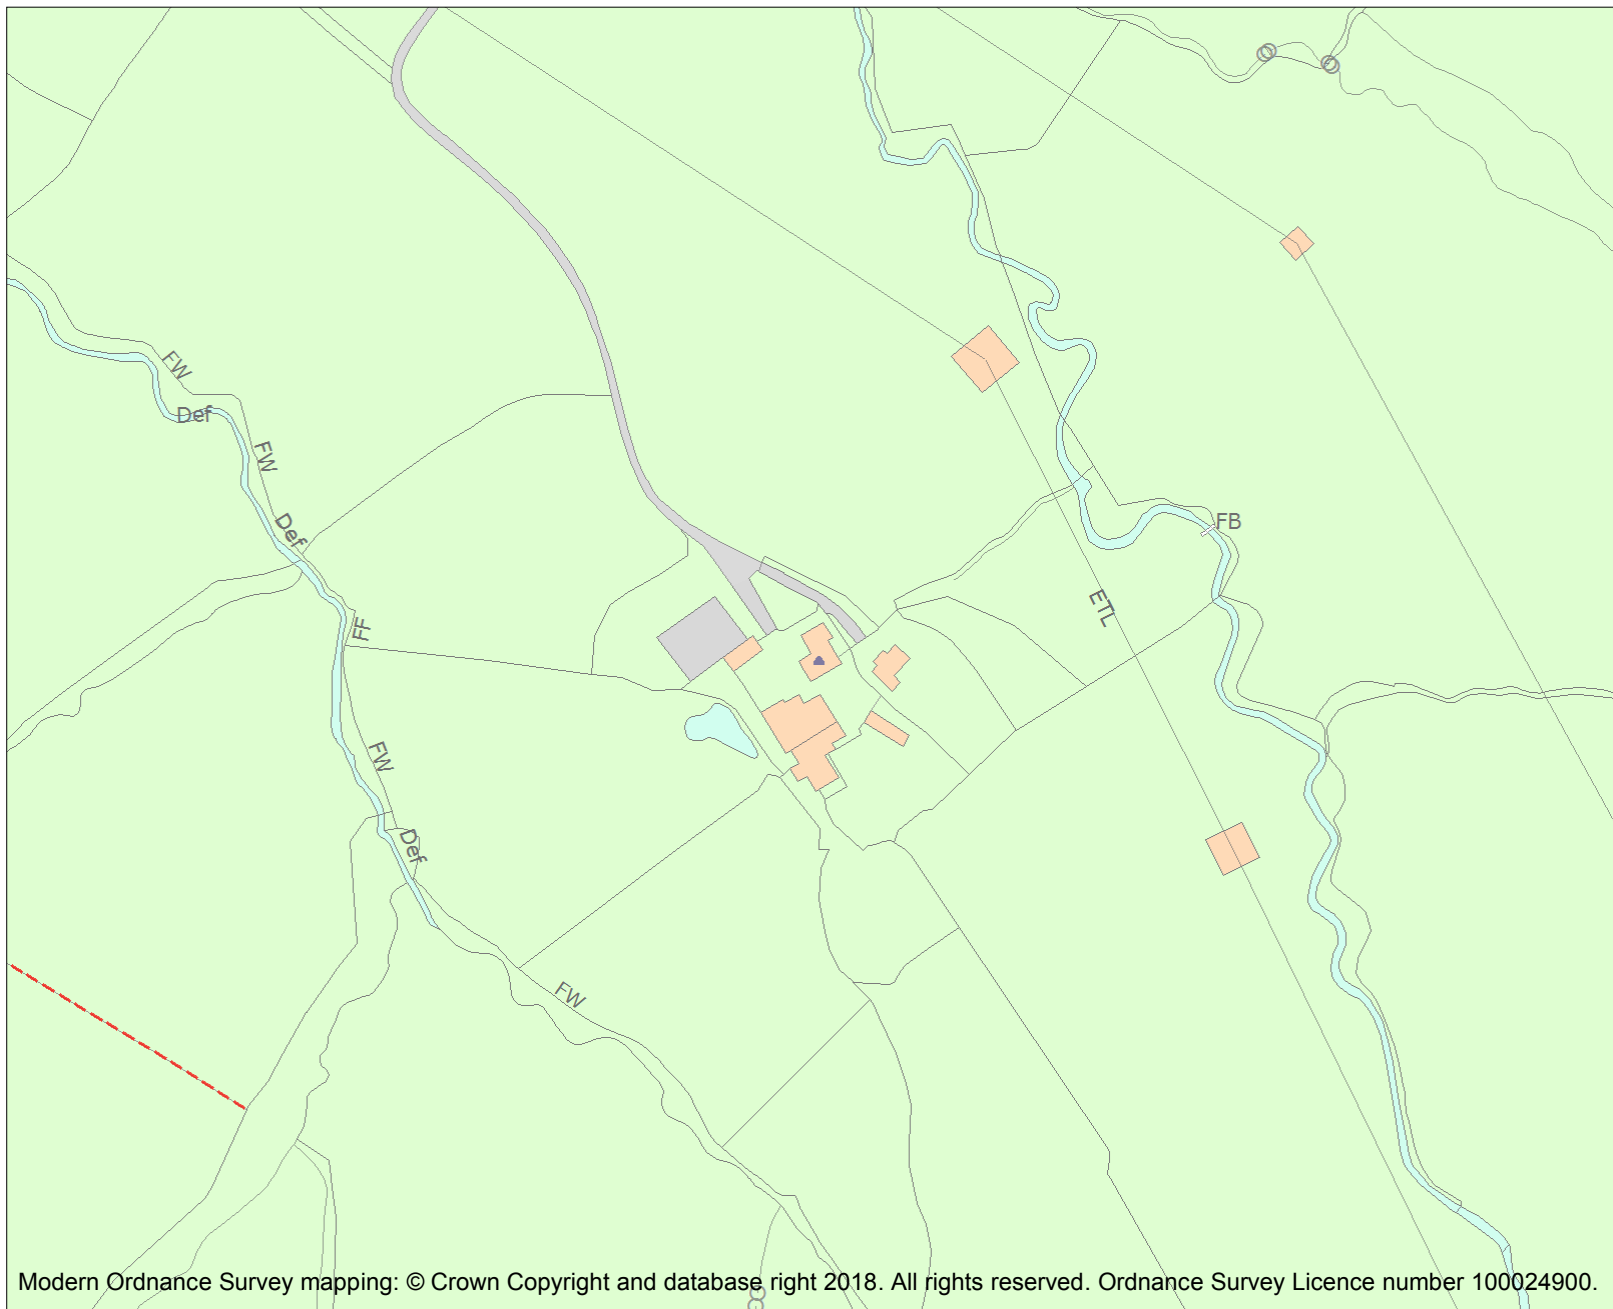 FW
Def
FW
Def
FB
ETL
FF
FW
Def
FW
Modern Ordnance Survey mapping: © Crown Copyright and database right 2018. All rights reserved. Ordnance Survey Licence number 100024900.